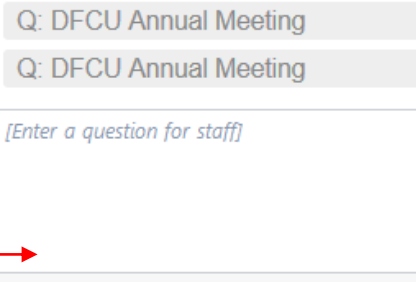 Q: DFCU Annual Meeting
Q: DFCU Annual Meeting
[Enter a question for staff]